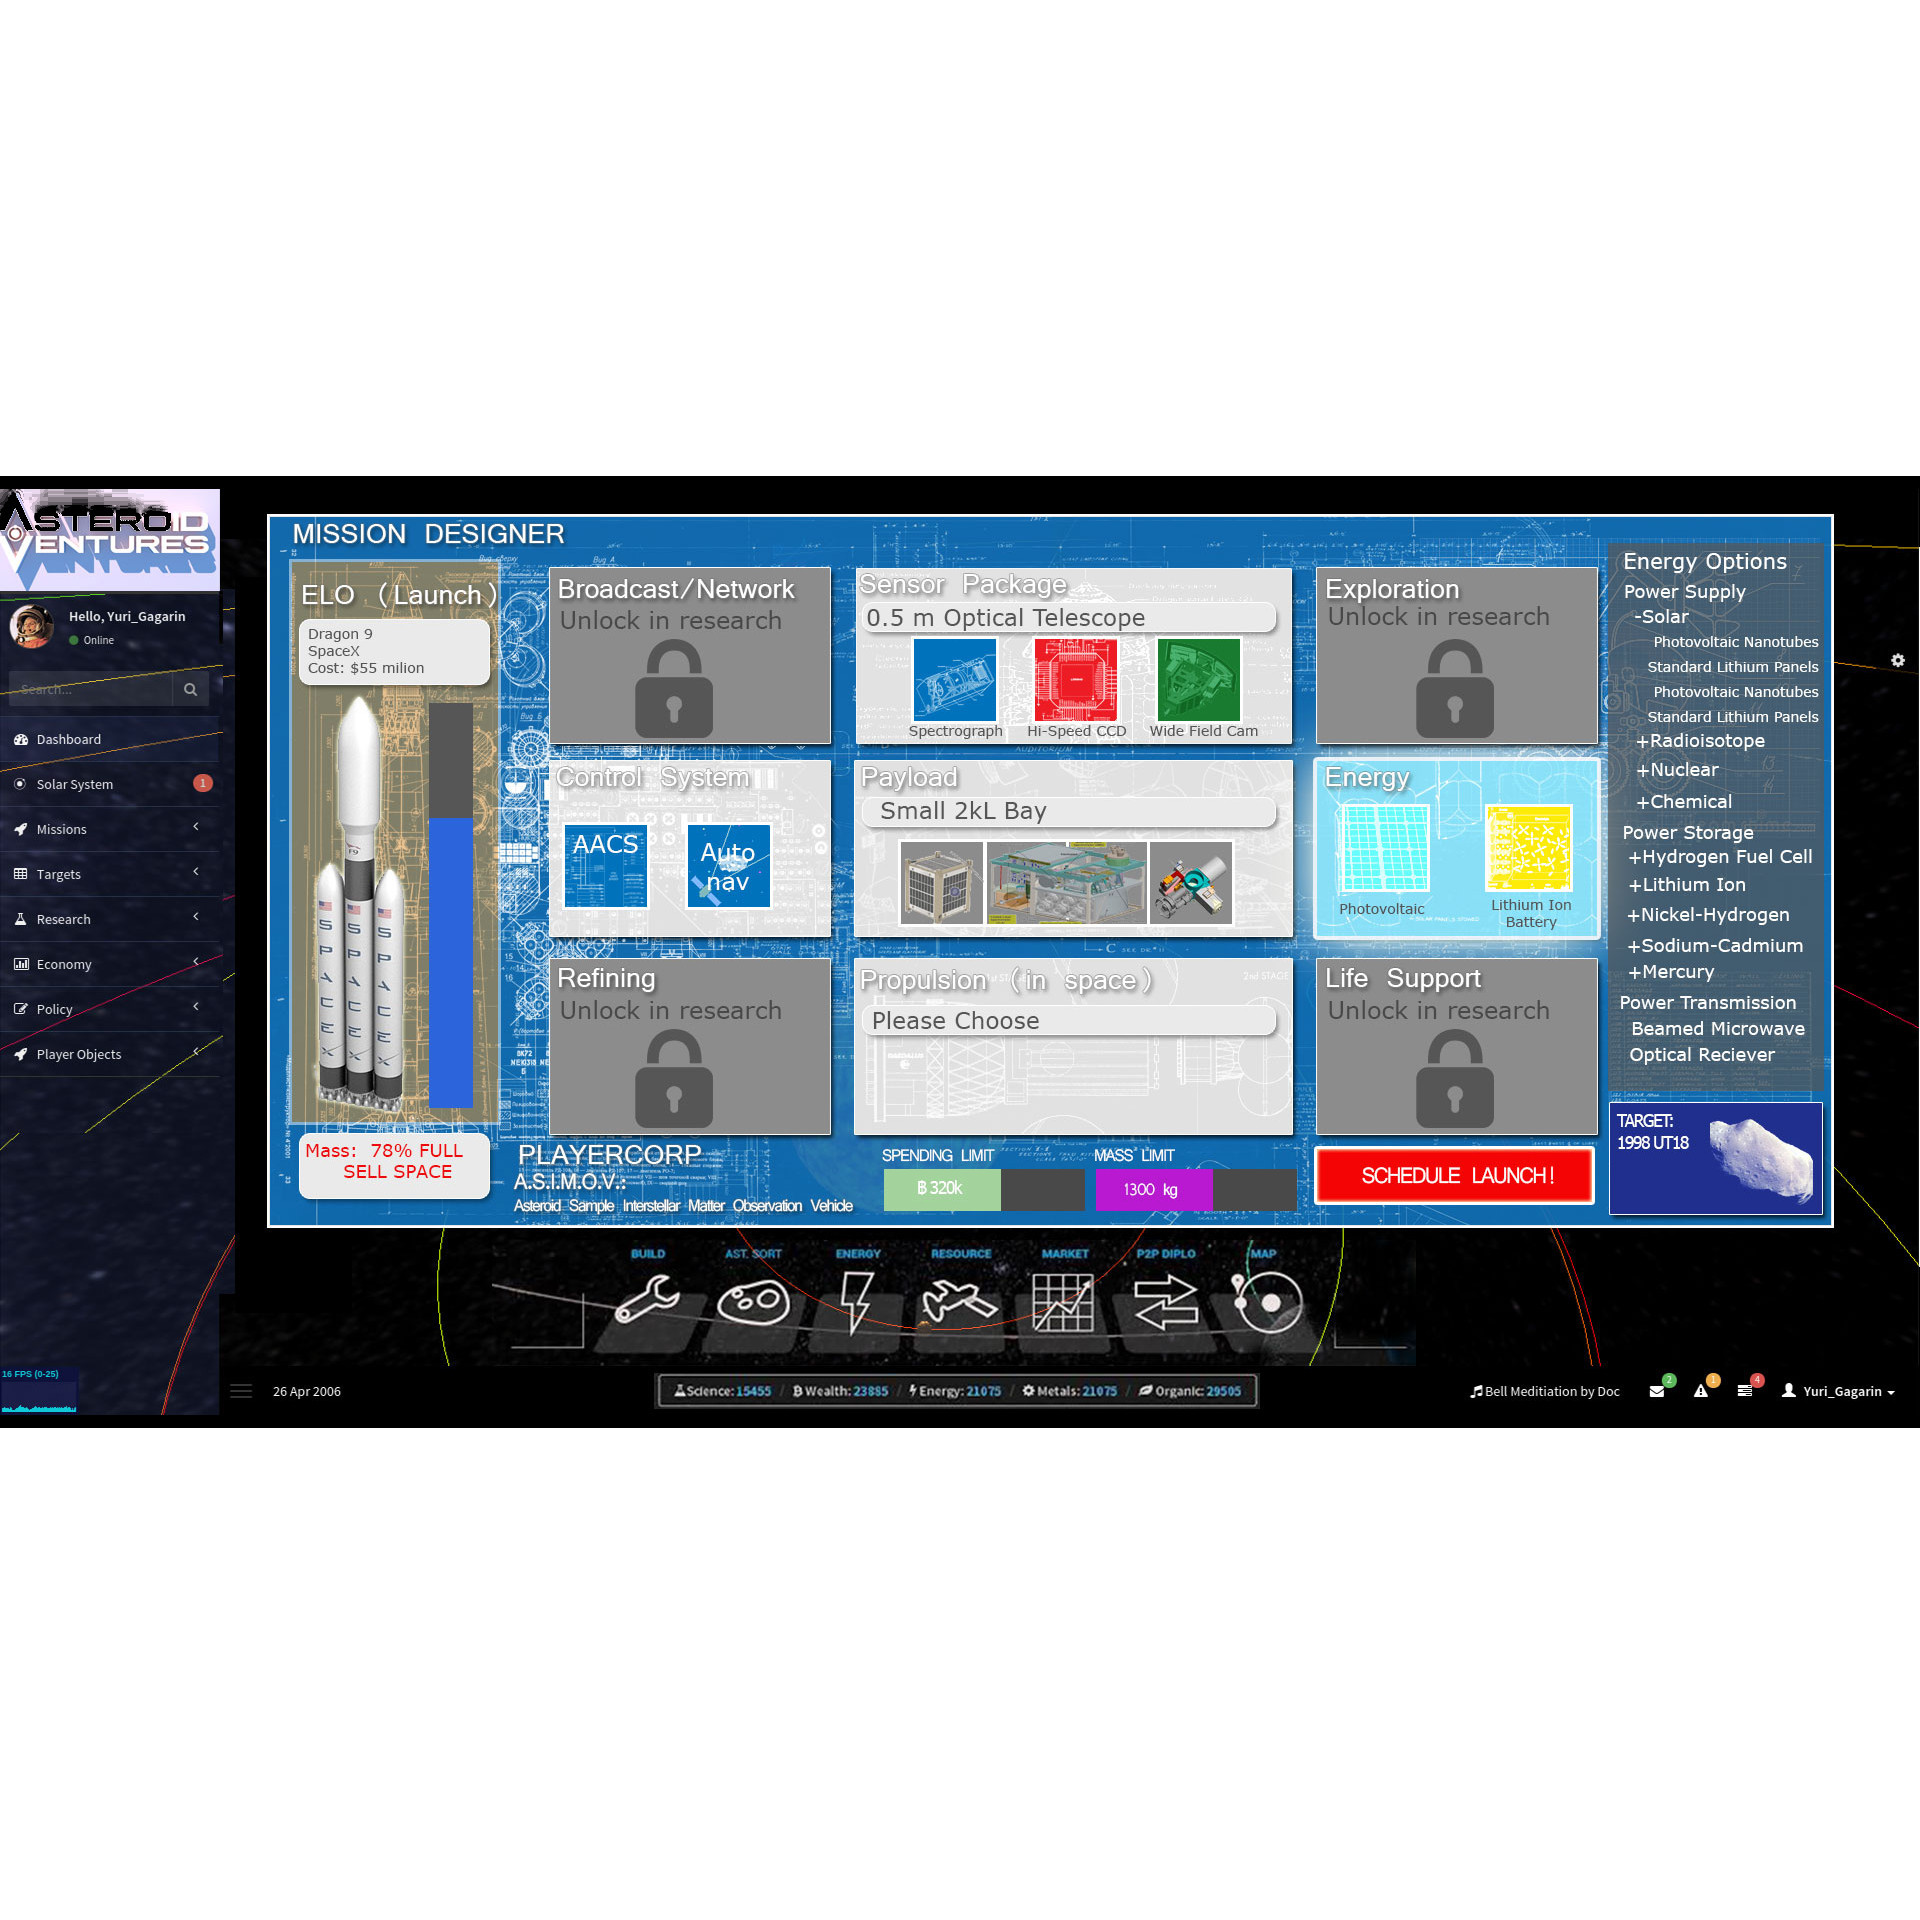 ASTEROID
VENTURES
Hello, Yuri_Gagarin
Online
Search...
Dashboard
Solar System 1
Missions
Targets
Research
Economy
Policy
Player Objects
16 FPS (0-25)
MISSION DESIGNER
ELO (Launch)
Dragon 9
SpaceX
Cost: $55 milion
F9
SPACEX
SPACEX
SPACEX
Mass: 78% FULL
SELL SPACE
Broadcast/Network
Unlock in research
Sensor Package
0.5 m Optical Telescope
Spectrograph
Hi-Speed CCD
Wide Field Cam
Exploration
Unlock in research
Control System
AACS
Auto
nav
Payload
Small 2kL Bay
Energy
Photovoltaic
Lithium Ion
Battery
Refining
Unlock in research
Propulsion (in space)
2nd STAGE
Please Choose
Life Support
Unlock in research
PLAYERCORP
A.S.I.M.O.V.:
Asteroid Sample Interstellar Matter Observation Vehicle
SPENDING LIMIT
฿ 320k
MASS LIMIT
1300 kg
SCHEDULE LAUNCH!
Energy Options
Power Supply
-Solar
Photovoltaic Nanotubes
Standard Lithium Panels
Photovoltaic Nanotubes
Standard Lithium Panels
+Radioisotope
+Nuclear
+Chemical
Power Storage
+Hydrogen Fuel Cell
+Lithium Ion
+Nickel-Hydrogen
+Sodium-Cadmium
+Mercury
Power Transmission
Beamed Microwave
Optical Reciever
TARGET:
1998 UT18
BUILD
AST. SORT
ENERGY
RESOURCE
MARKET
P2P DIPLO
MAP
26 Apr 2006
Science: 15455 / Wealth: 23885 / Energy: 21075 / Metals: 21075 / Organic: 29505
Bell Meditiation by Doc
2
1
4
Yuri_Gagarin